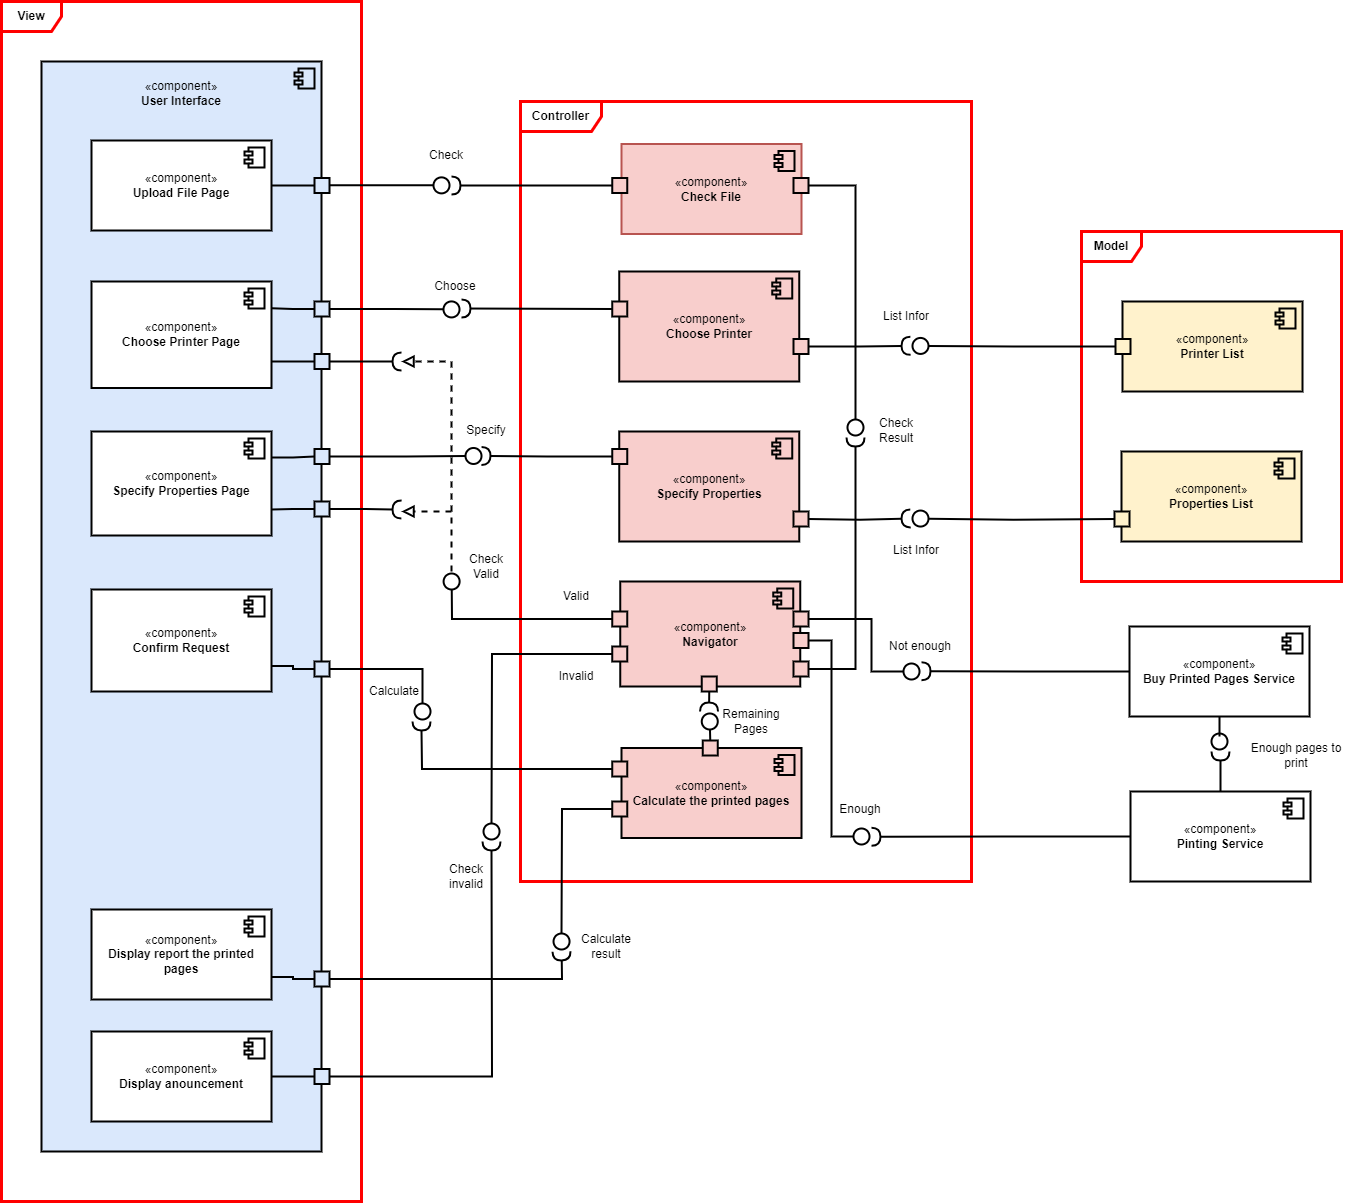 View
«component»
User Interface
«component»
Upload File Page
«component»
Choose Printer Page
«component»
Specify Properties Page
«component»
Confirm Request
«component»
Display report the printed
pages
«component»
Display anouncement
Check
Choose
Specify
Check
Valid
Calculate
Check
invalid
Calculate
result
Valid
Invalid
Controller
«component»
Check File
«component»
Choose Printer
«component»
Specify Properties
«component»
Navigator
Remaining
Pages
«component»
Calculate the printed pages
List Infor
Check
Result
List Infor
Not enough
Enough
Model
«component»
Printer List
«component»
Properties List
«component»
Buy Printed Pages Service
Enough pages to
print
«component»
Pinting Service